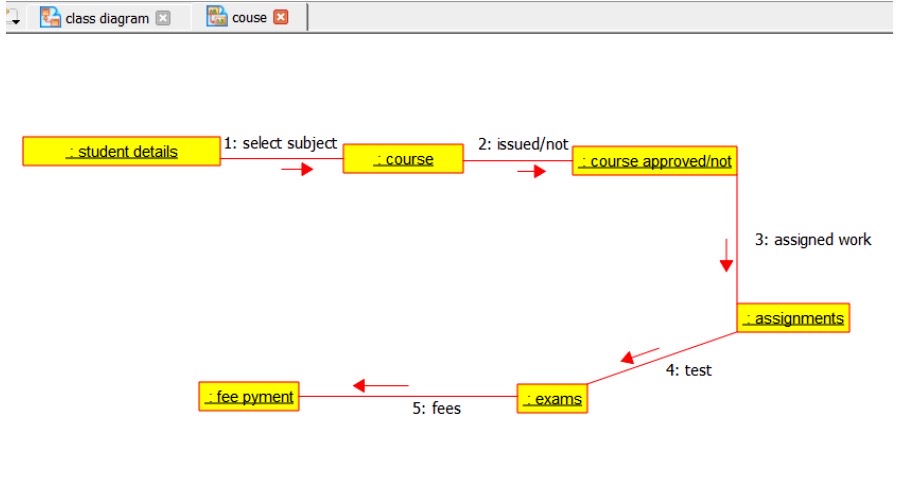 class diagram
couse
: student details
1: select subject
: course
2: issued/not
: course approved/not
3: assigned work
: assignments
4: test
: exams
5: fees
: fee pyment